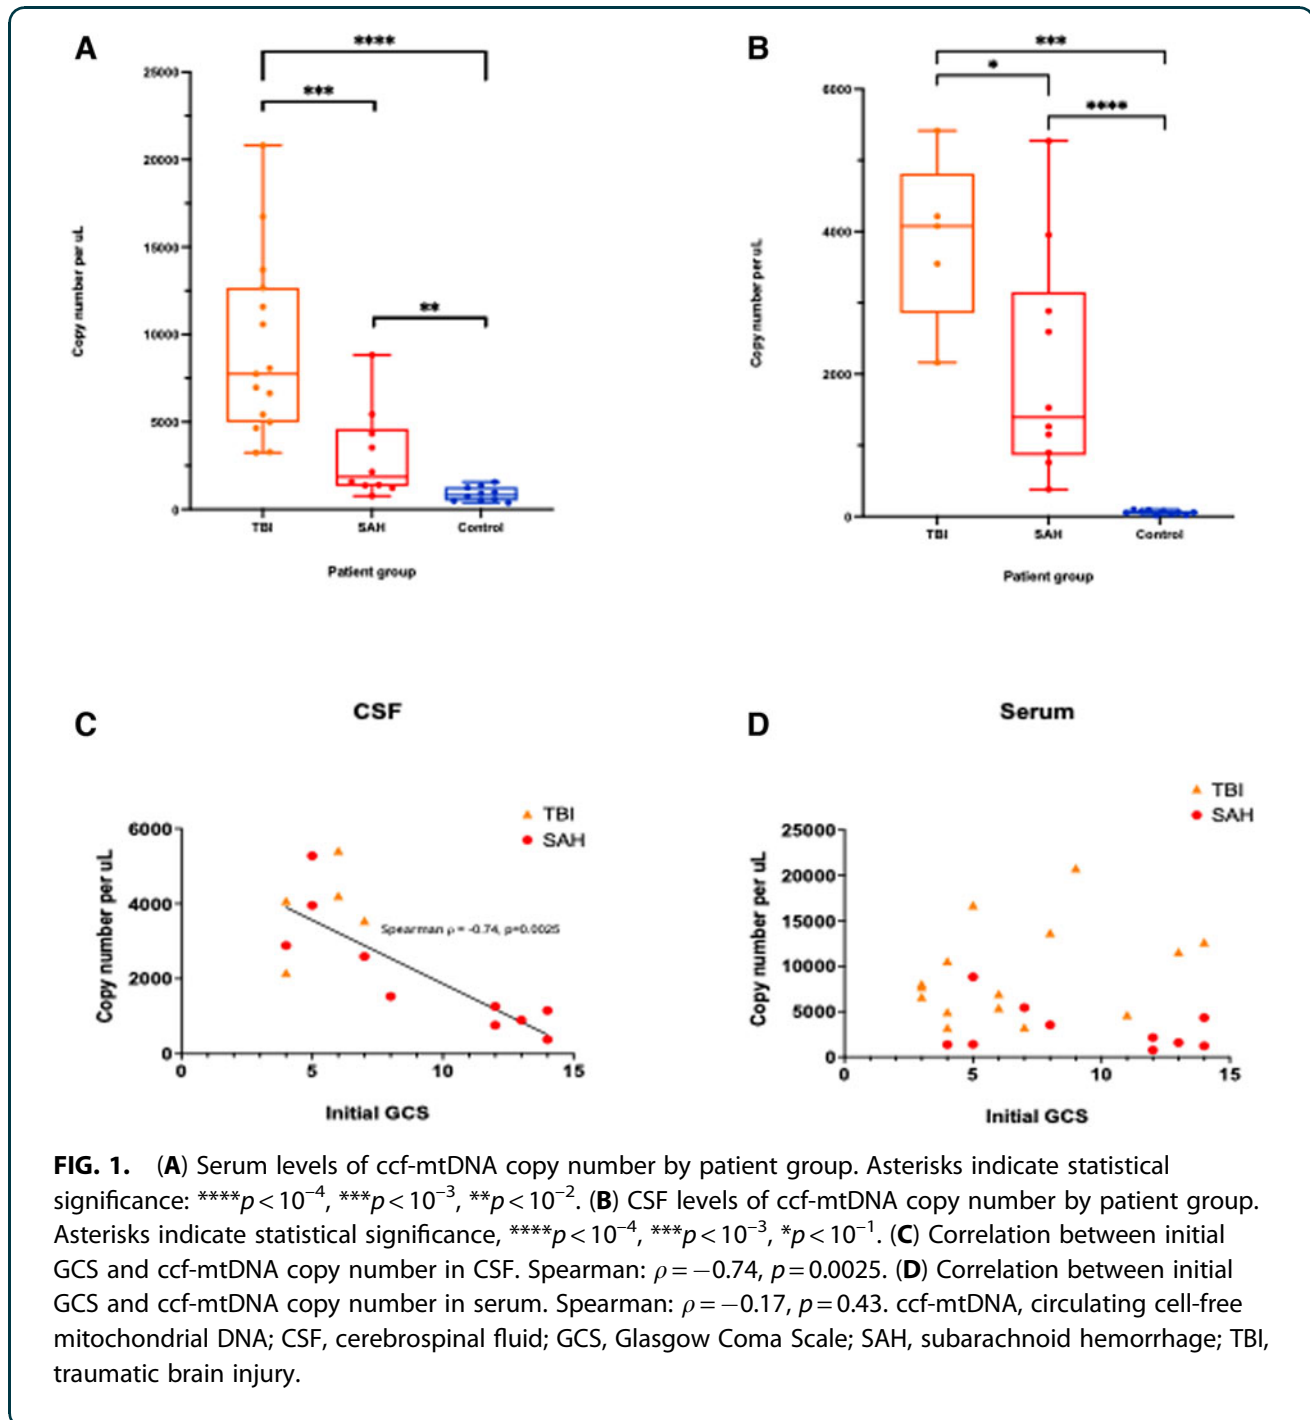 A
****
***
**
25000
20000
15000
10000
5000
0
Copy number per uL
TBI SAH Control
Patient group
B
***
*
****
6000
4000
2000
0
Copy number per uL
TBI SAH Control
Patient group
C
CSF
TBI
SAH
6000
4000
2000
0
Copy number per uL
Spearman ρ = -0.74, p=0.0025
0 5 10 15
Initial GCS
D
Serum
TBI
SAH
25000
20000
15000
10000
5000
0
Copy number per uL
0 5 10 15
Initial GCS
FIG. 1. (A) Serum levels of ccf-mtDNA copy number by patient group. Asterisks indicate statistical
significance: ****p < 10⁻⁴, ***p < 10⁻³, **p < 10⁻². (B) CSF levels of ccf-mtDNA copy number by patient group.
Asterisks indicate statistical significance, ****p < 10⁻⁴, ***p < 10⁻³, *p < 10⁻¹. (C) Correlation between initial
GCS and ccf-mtDNA copy number in CSF. Spearman: ρ = −0.74, p = 0.0025. (D) Correlation between initial
GCS and ccf-mtDNA copy number in serum. Spearman: ρ = −0.17, p = 0.43. ccf-mtDNA, circulating cell-free
mitochondrial DNA; CSF, cerebrospinal fluid; GCS, Glasgow Coma Scale; SAH, subarachnoid hemorrhage; TBI,
traumatic brain injury.